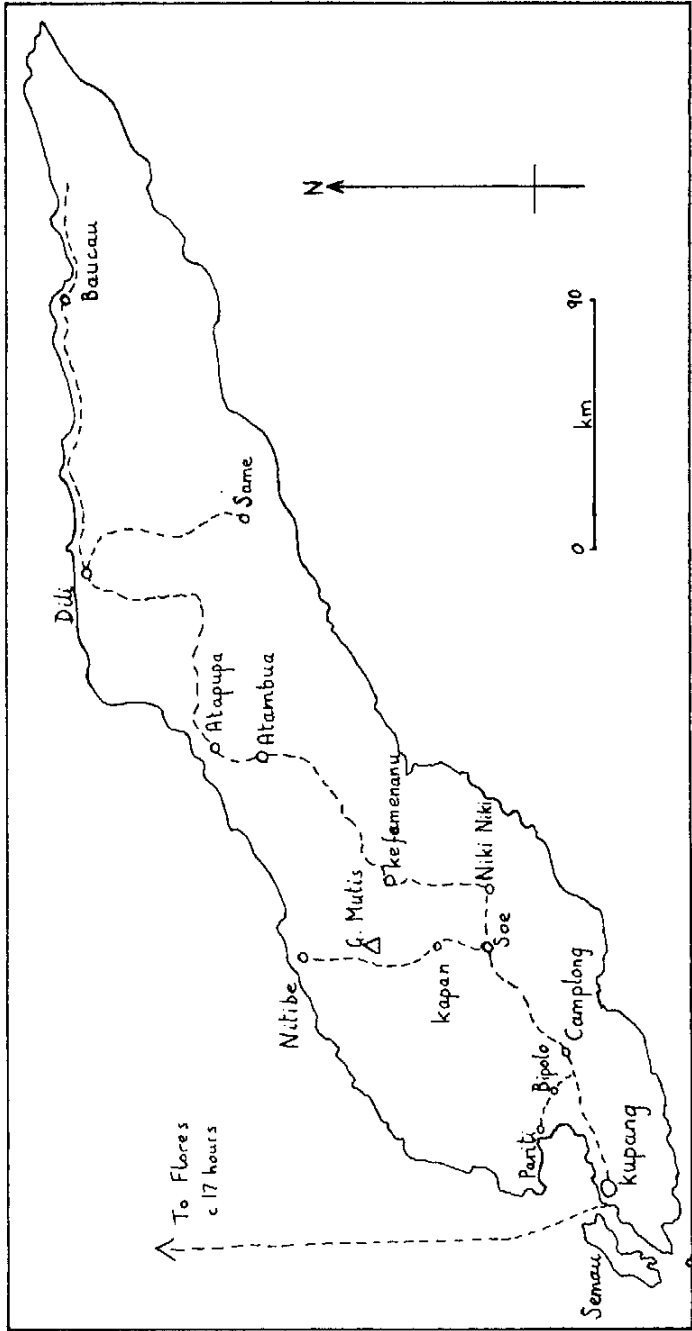 To Flores
c 17 hours
N
Baucau
Dili
Same
Atapupa
Atambua
Kefamenanu
G. Mutis
Nitibe
Kapan
Niki Niki
Soe
Camplong
Bipolo
Pariti
Kupang
Semau
0 km 90